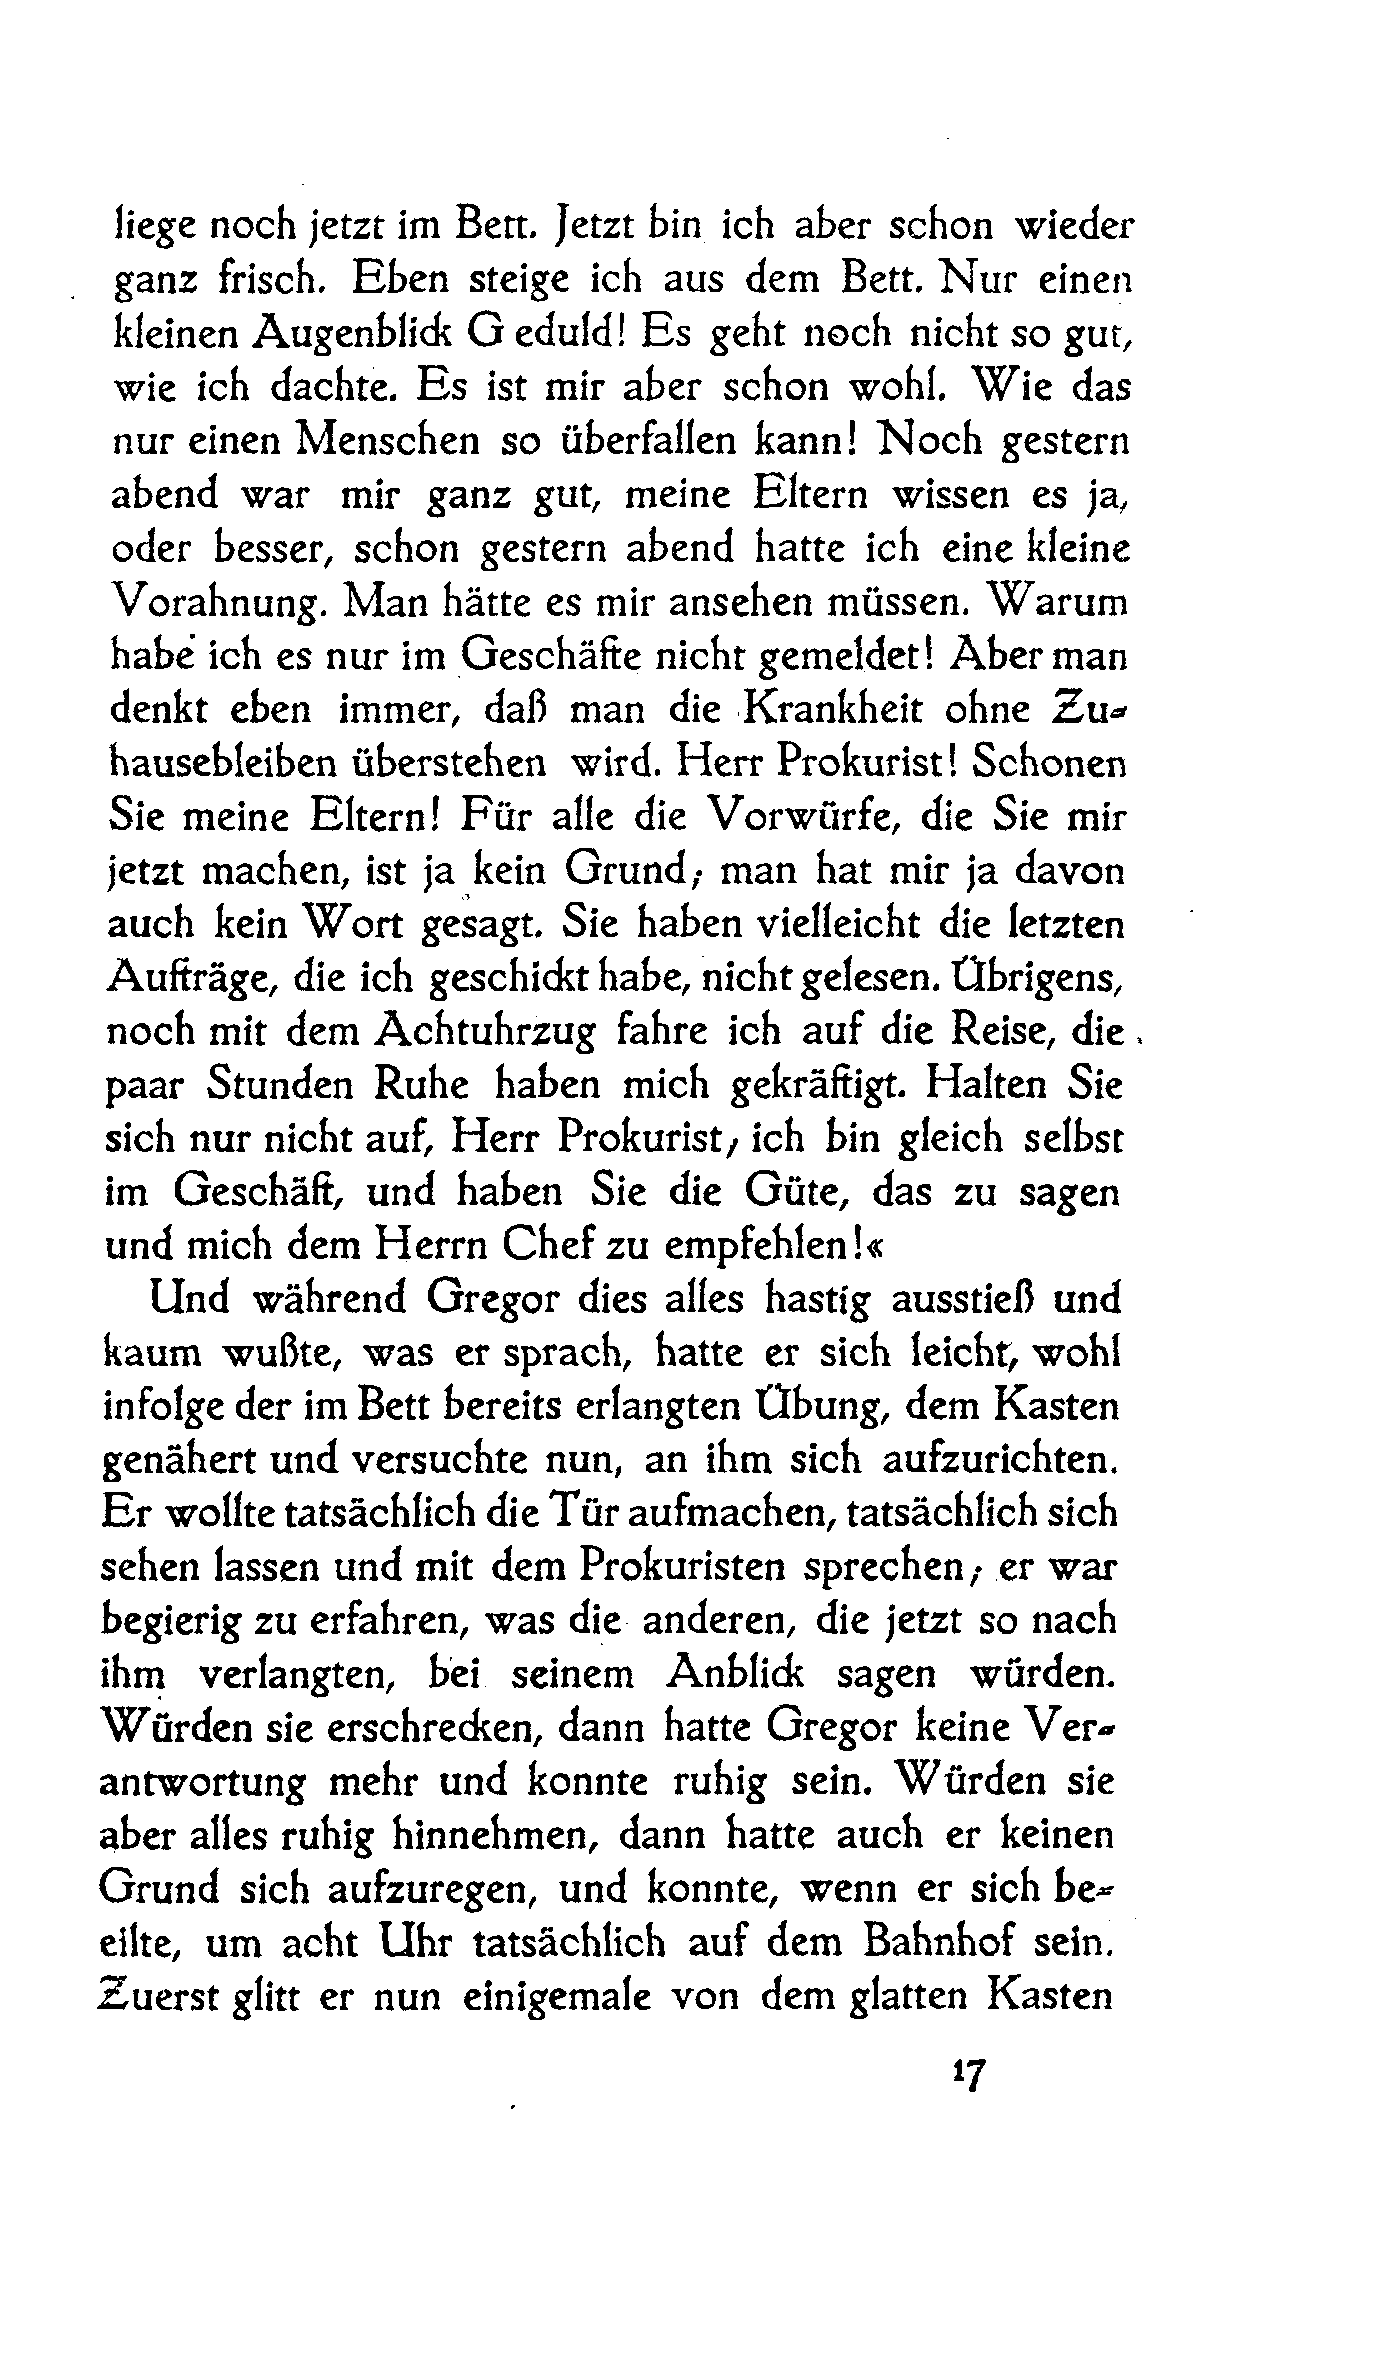 liege noch jetzt im Bett. Jetzt bin ich aber schon wieder
ganz frisch. Eben steige ich aus dem Bett. Nur einen
kleinen Augenblick G eduld! Es geht noch nicht so gut,
wie ich dachte. Es ist mir aber schon wohl. Wie das
nur einen Menschen so überfallen kann! Noch gestern
abend war mir ganz gut, meine Eltern wissen es ja,
oder besser, schon gestern abend hatte ich eine kleine
Vorahnung. Man hätte es mir ansehen müssen. Warum
habe ich es nur im Geschäfte nicht gemeldet! Aber man
denkt eben immer, daß man die Krankheit ohne Zu-
hausebleiben überstehen wird. Herr Prokurist! Schonen
Sie meine Eltern! Für alle die Vorwürfe, die Sie mir
jetzt machen, ist ja kein Grund; man hat mir ja davon
auch kein Wort gesagt. Sie haben vielleicht die letzten
Aufträge, die ich geschickt habe, nicht gelesen. Übrigens,
noch mit dem Achtuhrzug fahre ich auf die Reise, die
paar Stunden Ruhe haben mich gekräftigt. Halten Sie
sich nur nicht auf, Herr Prokurist; ich bin gleich selbst
im Geschäft, und haben Sie die Güte, das zu sagen
und mich dem Herrn Chef zu empfehlen!«
Und während Gregor dies alles hastig ausstieß und
kaum wußte, was er sprach, hatte er sich leicht, wohl
infolge der im Bett bereits erlangten Übung, dem Kasten
genähert und versuchte nun, an ihm sich aufzurichten.
Er wollte tatsächlich die Tür aufmachen, tatsächlich sich
sehen lassen und mit dem Prokuristen sprechen; er war
begierig zu erfahren, was die anderen, die jetzt so nach
ihm verlangten, bei seinem Anblick sagen würden.
Würden sie erschrecken, dann hatte Gregor keine Ver-
antwortung mehr und konnte ruhig sein. Würden sie
aber alles ruhig hinnehmen, dann hatte auch er keinen
Grund sich aufzuregen, und konnte, wenn er sich be-
eilte, um acht Uhr tatsächlich auf dem Bahnhof sein.
Zuerst glitt er nun einigemale von dem glatten Kasten
17